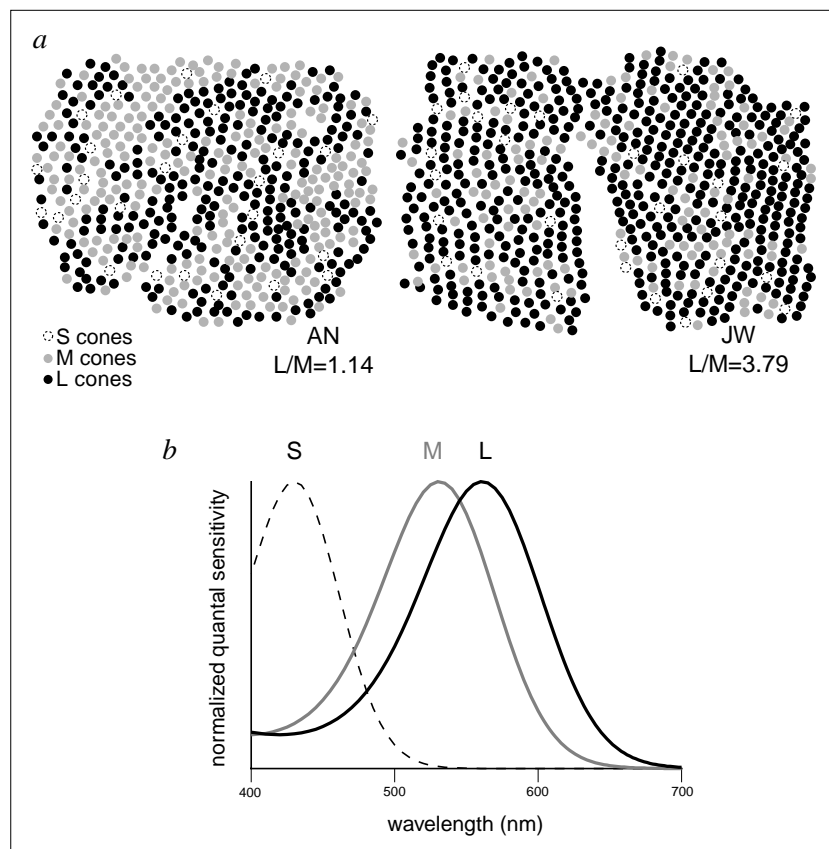 a
S cones
M cones
L cones
AN
L/M=1.14
JW
L/M=3.79
b
S M L
normalized quantal sensitivity
400 500 600 700
wavelength (nm)